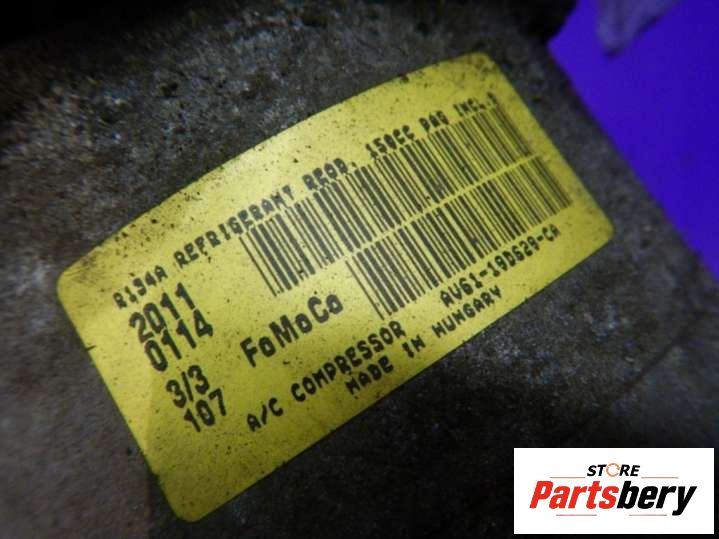 R134A REFRIGERANT REQD. 150CC PAG INCL.
2011
0114
3/3
107
FoMoCo
A/C COMPRESSOR AV61-19D629-CA
MADE IN HUNGARY
STORE
Partsbery